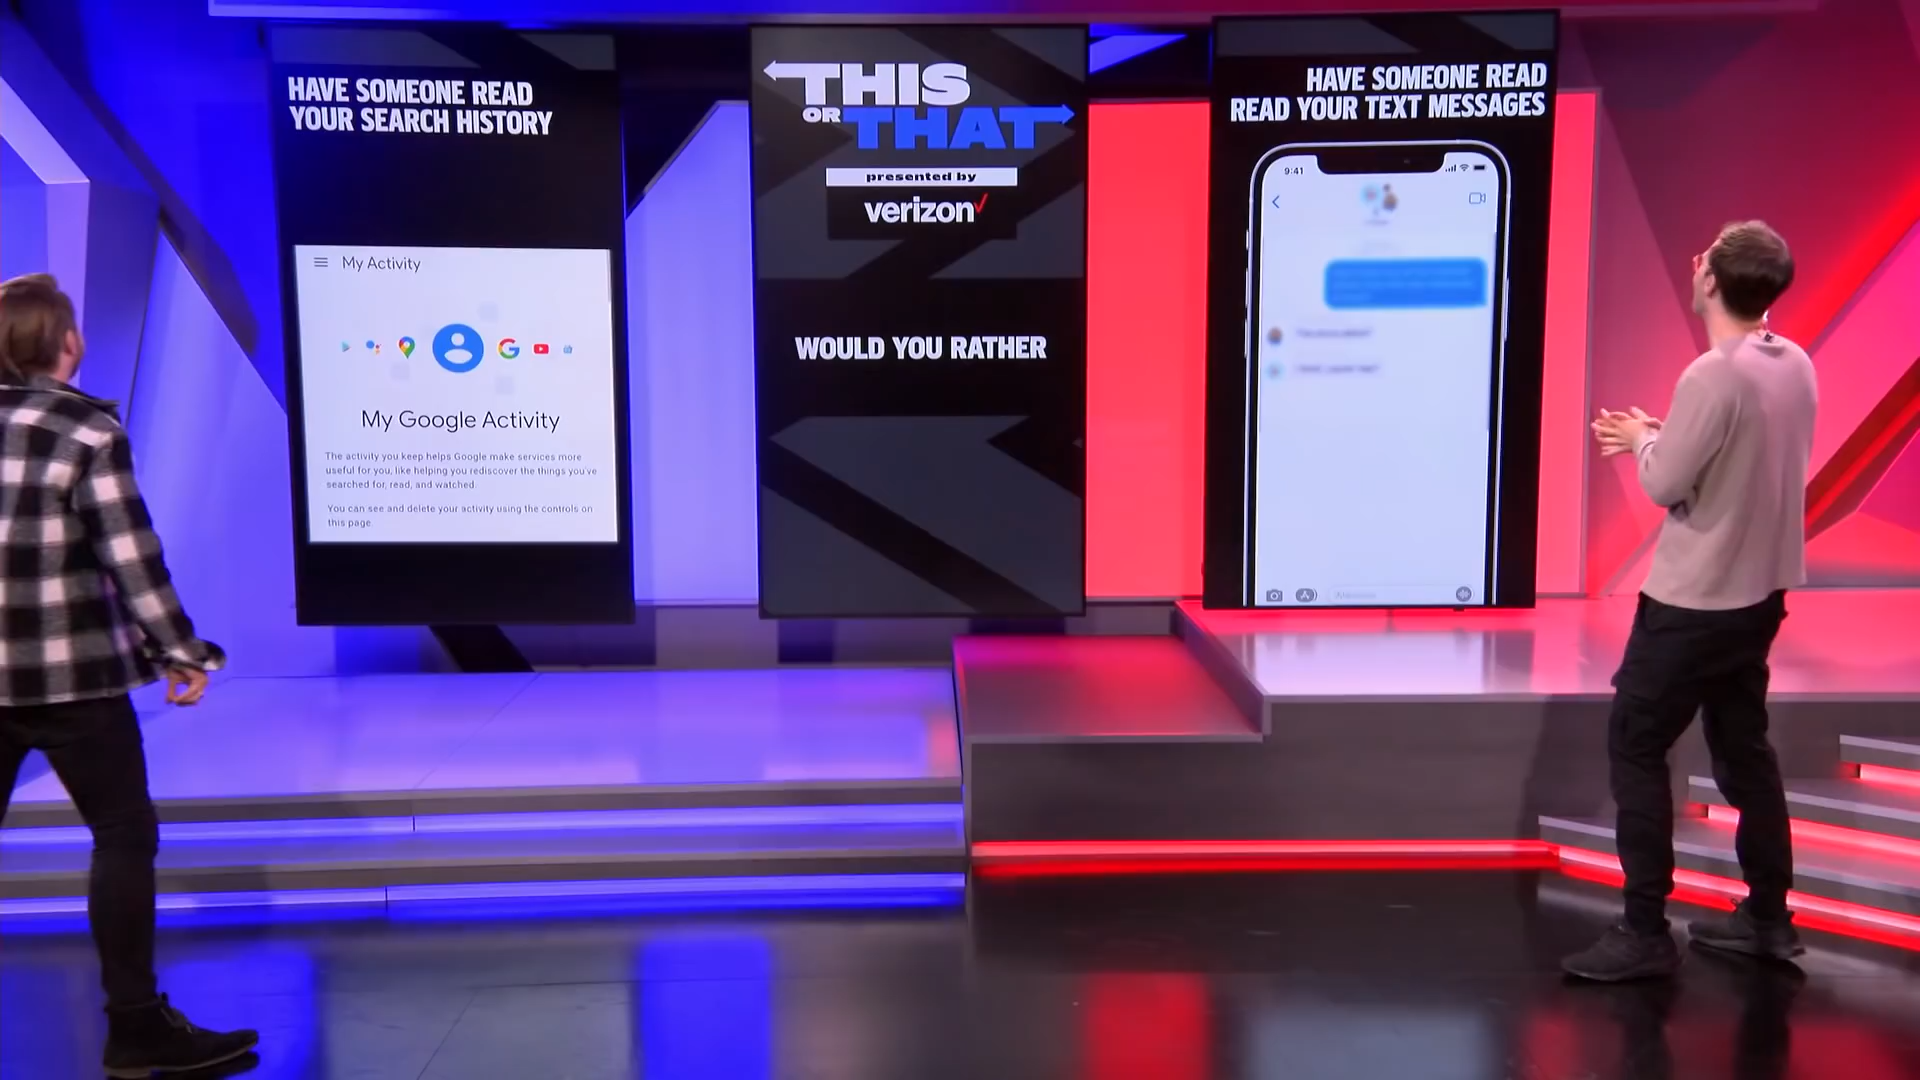 HAVE SOMEONE READ
YOUR SEARCH HISTORY
My Activity
My Google Activity
The activity you keep helps Google make services more
useful for you, like helping you rediscover the things you've
searched for, read, and watched.
You can see and delete your activity using the controls on
this page.
THIS
OR THAT
presented by
verizon
WOULD YOU RATHER
HAVE SOMEONE READ
READ YOUR TEXT MESSAGES
9:41